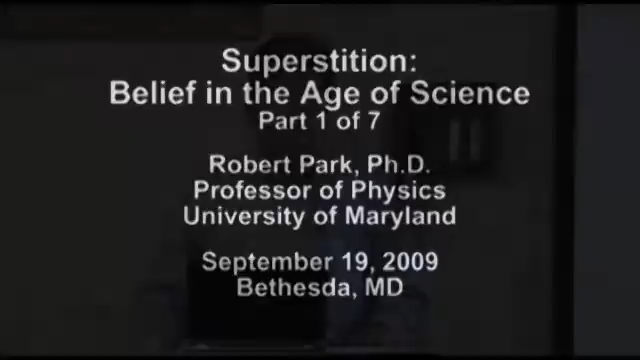 Superstition:
Belief in the Age of Science
Part 1 of 7
Robert Park, Ph.D.
Professor of Physics
University of Maryland
September 19, 2009
Bethesda, MD